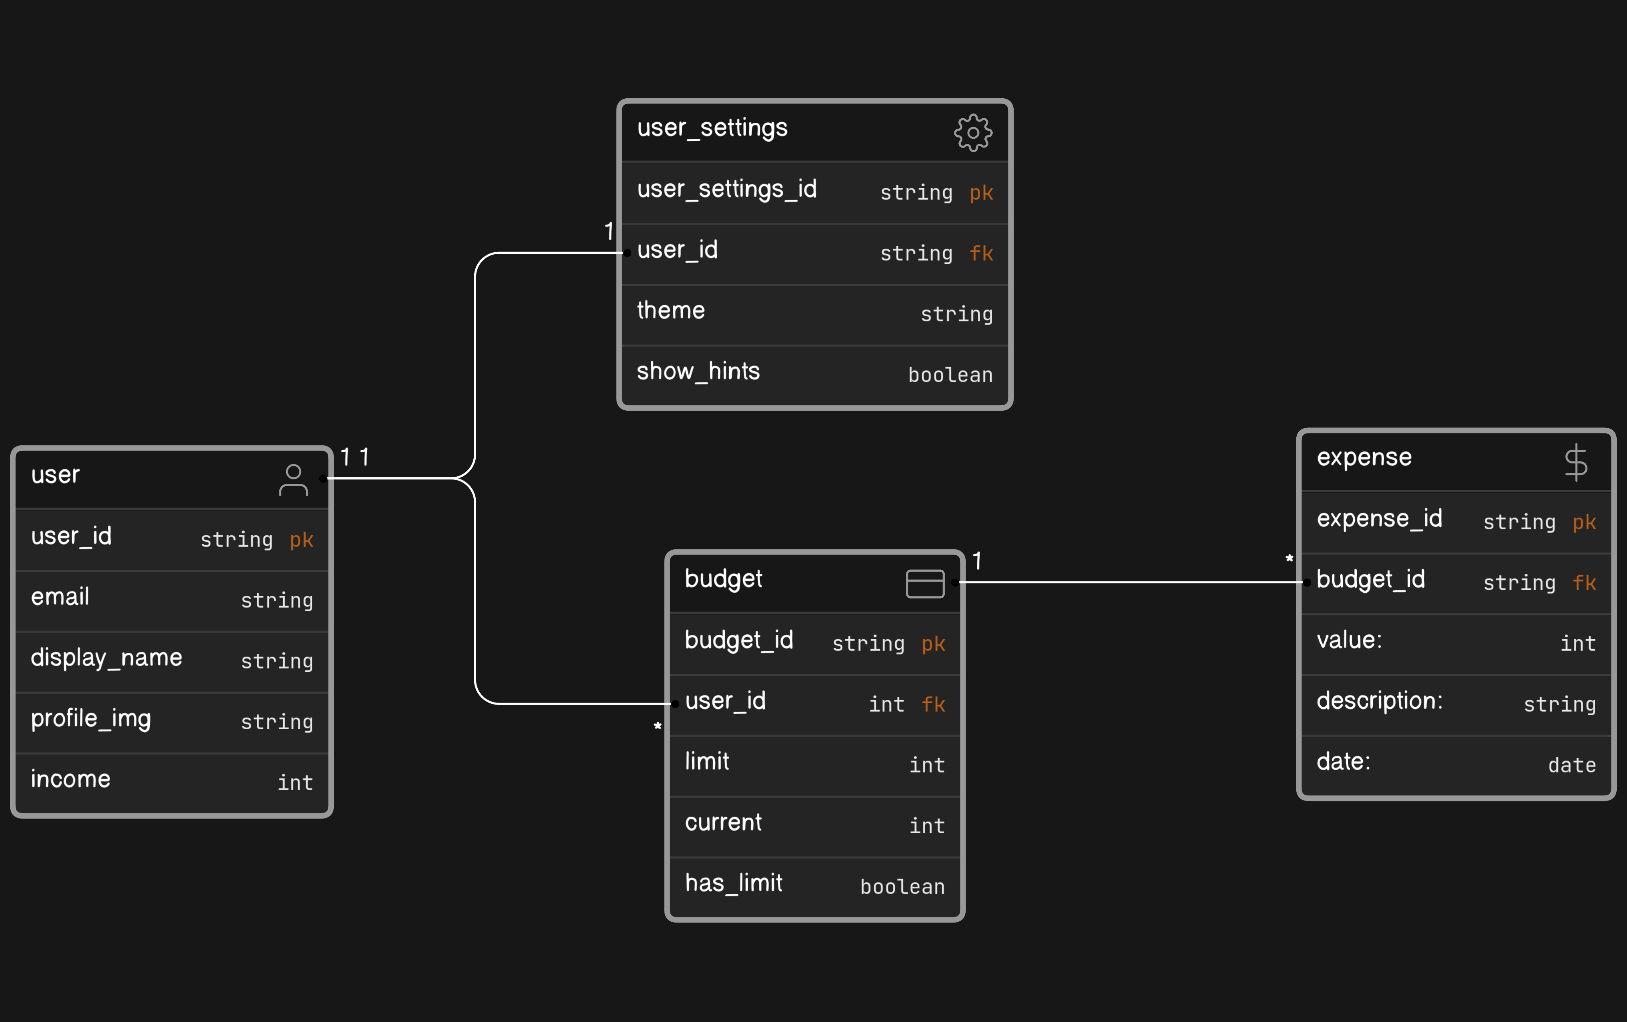 user_settings
user_settings_id string pk
1
user_id string fk
theme string
show_hints boolean
1 1
user
user_id string pk
email string
display_name string
profile_img string
income int
1
budget
budget_id string pk
*
user_id int fk
limit int
current int
has_limit boolean
expense $
expense_id string pk
*
budget_id string fk
value: int
description: string
date: date